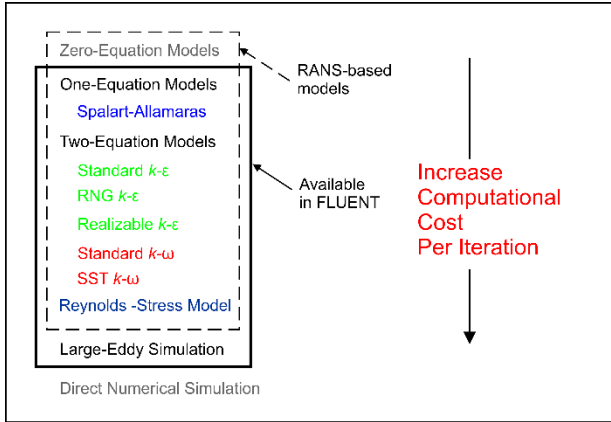 Zero-Equation Models
One-Equation Models
Spalart-Allamaras
Two-Equation Models
Standard k-ε
RNG k-ε
Realizable k-ε
Standard k-ω
SST k-ω
Reynolds -Stress Model
Large-Eddy Simulation
Direct Numerical Simulation
RANS-based
models
Available
in FLUENT
Increase
Computational
Cost
Per Iteration